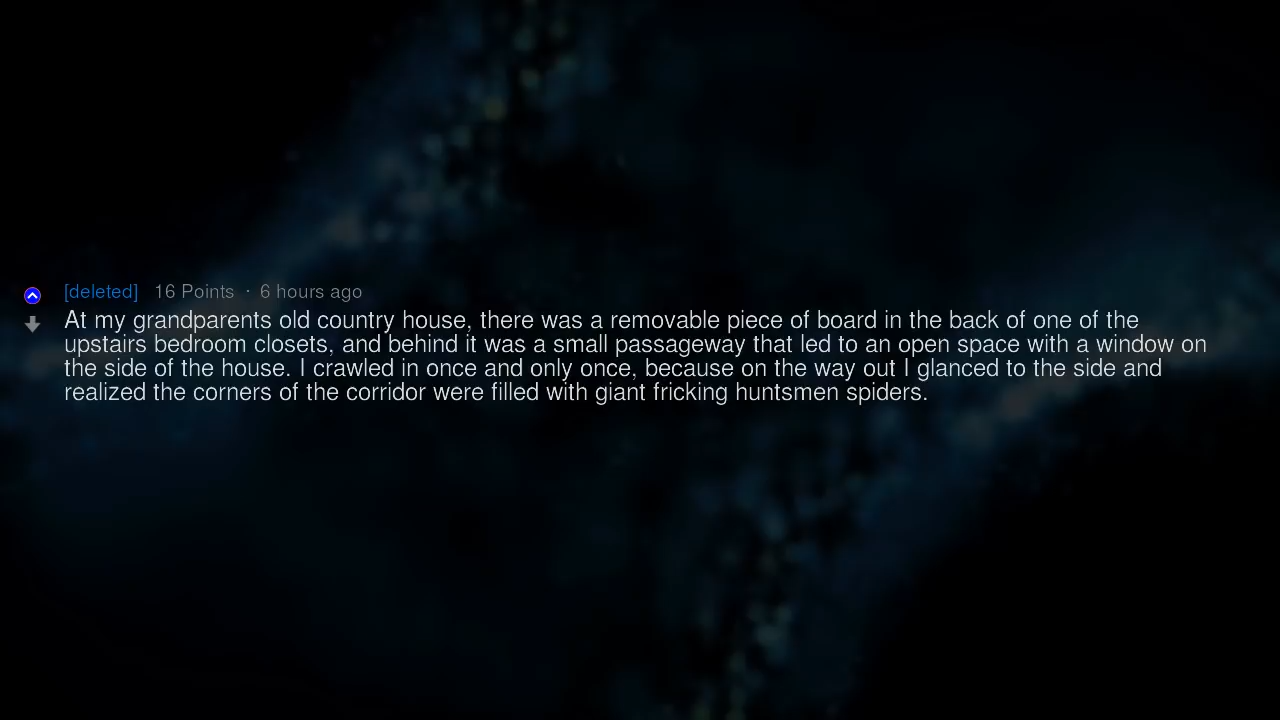 [deleted] 16 Points · 6 hours ago
At my grandparents old country house, there was a removable piece of board in the back of one of the
upstairs bedroom closets, and behind it was a small passageway that led to an open space with a window on
the side of the house. I crawled in once and only once, because on the way out I glanced to the side and
realized the corners of the corridor were filled with giant fricking huntsmen spiders.